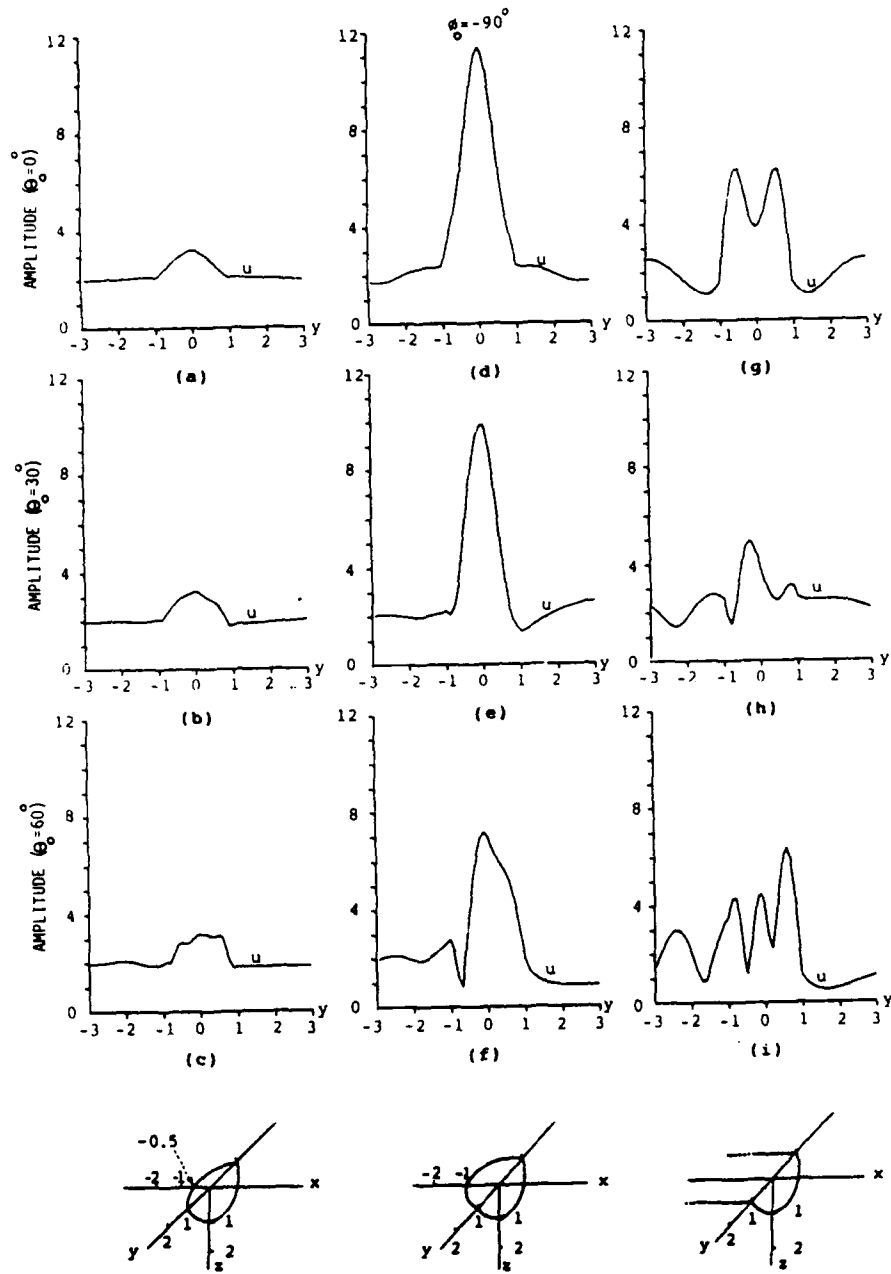 ø₀=-90°
12 12 12
8 8 8
4 4 4
0 0 0
AMPLITUDE (θ₀=0°)
u u u
-3 -2 -1 0 1 2 3 y
-3 -2 -1 0 1 2 3 y
-3 -2 -1 0 1 2 3 y
(a) (d) (g)
12 12 12
8 8 8
4 4 4
0 0 0
AMPLITUDE (θ₀=30°)
u u u
-3 -2 -1 0 1 2 3 y
-3 -2 -1 0 1 2 3 y
-3 -2 -1 0 1 2 3 y
(b) (e) (h)
12 12 12
8 8 8
4 4 4
0 0 0
AMPLITUDE (θ₀=60°)
u u u
-3 -2 -1 0 1 2 3 y
-3 -2 -1 0 1 2 3 y
-3 -2 -1 0 1 2 3 y
(c) (f) (i)
-0.5
-2 -1 x
y 2 1 1
2
z
-2 -1 x
y 2 1 1
2
z
x
y 2 1 1
2
z